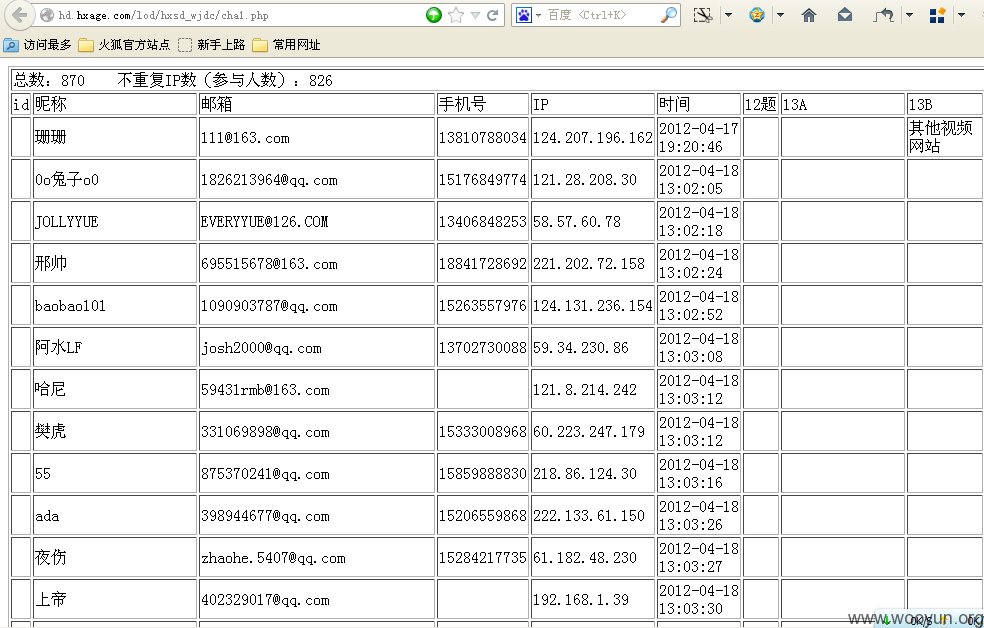 hd.hxage.com/lod/hxsd_wjdc/cha1.php 百度 <Ctrl+K>
访问最多 火狐官方站点 新手上路 常用网址
总数: 870 不重复IP数（参与人数）: 826
id 昵称 邮箱 手机号 IP 时间 12题 13A 13B
珊珊 111@163.com 13810788034 124.207.196.162 2012-04-17 19:20:46 其他视频网站
0o兔子o0 1826213964@qq.com 15176849774 121.28.208.30 2012-04-18 13:02:05
JOLLYYUE EVERYYUE@126.COM 13406848253 58.57.60.78 2012-04-18 13:02:18
邢帅 695515678@163.com 18841728692 221.202.72.158 2012-04-18 13:02:24
baobao101 1090903787@qq.com 15263557976 124.131.236.154 2012-04-18 13:02:52
阿水LF josh2000@qq.com 13702730088 59.34.230.86 2012-04-18 13:03:08
哈尼 59431rmb@163.com 121.8.214.242 2012-04-18 13:03:12
樊虎 331069898@qq.com 15333008968 60.223.247.179 2012-04-18 13:03:12
55 875370241@qq.com 15859888830 218.86.124.30 2012-04-18 13:03:16
ada 398944677@qq.com 15206559868 222.133.61.150 2012-04-18 13:03:26
夜伤 zhaohe.5407@qq.com 15284217735 61.182.48.230 2012-04-18 13:03:27
上帝 402329017@qq.com 192.168.1.39 2012-04-18 13:03:30
www.wooyun.org